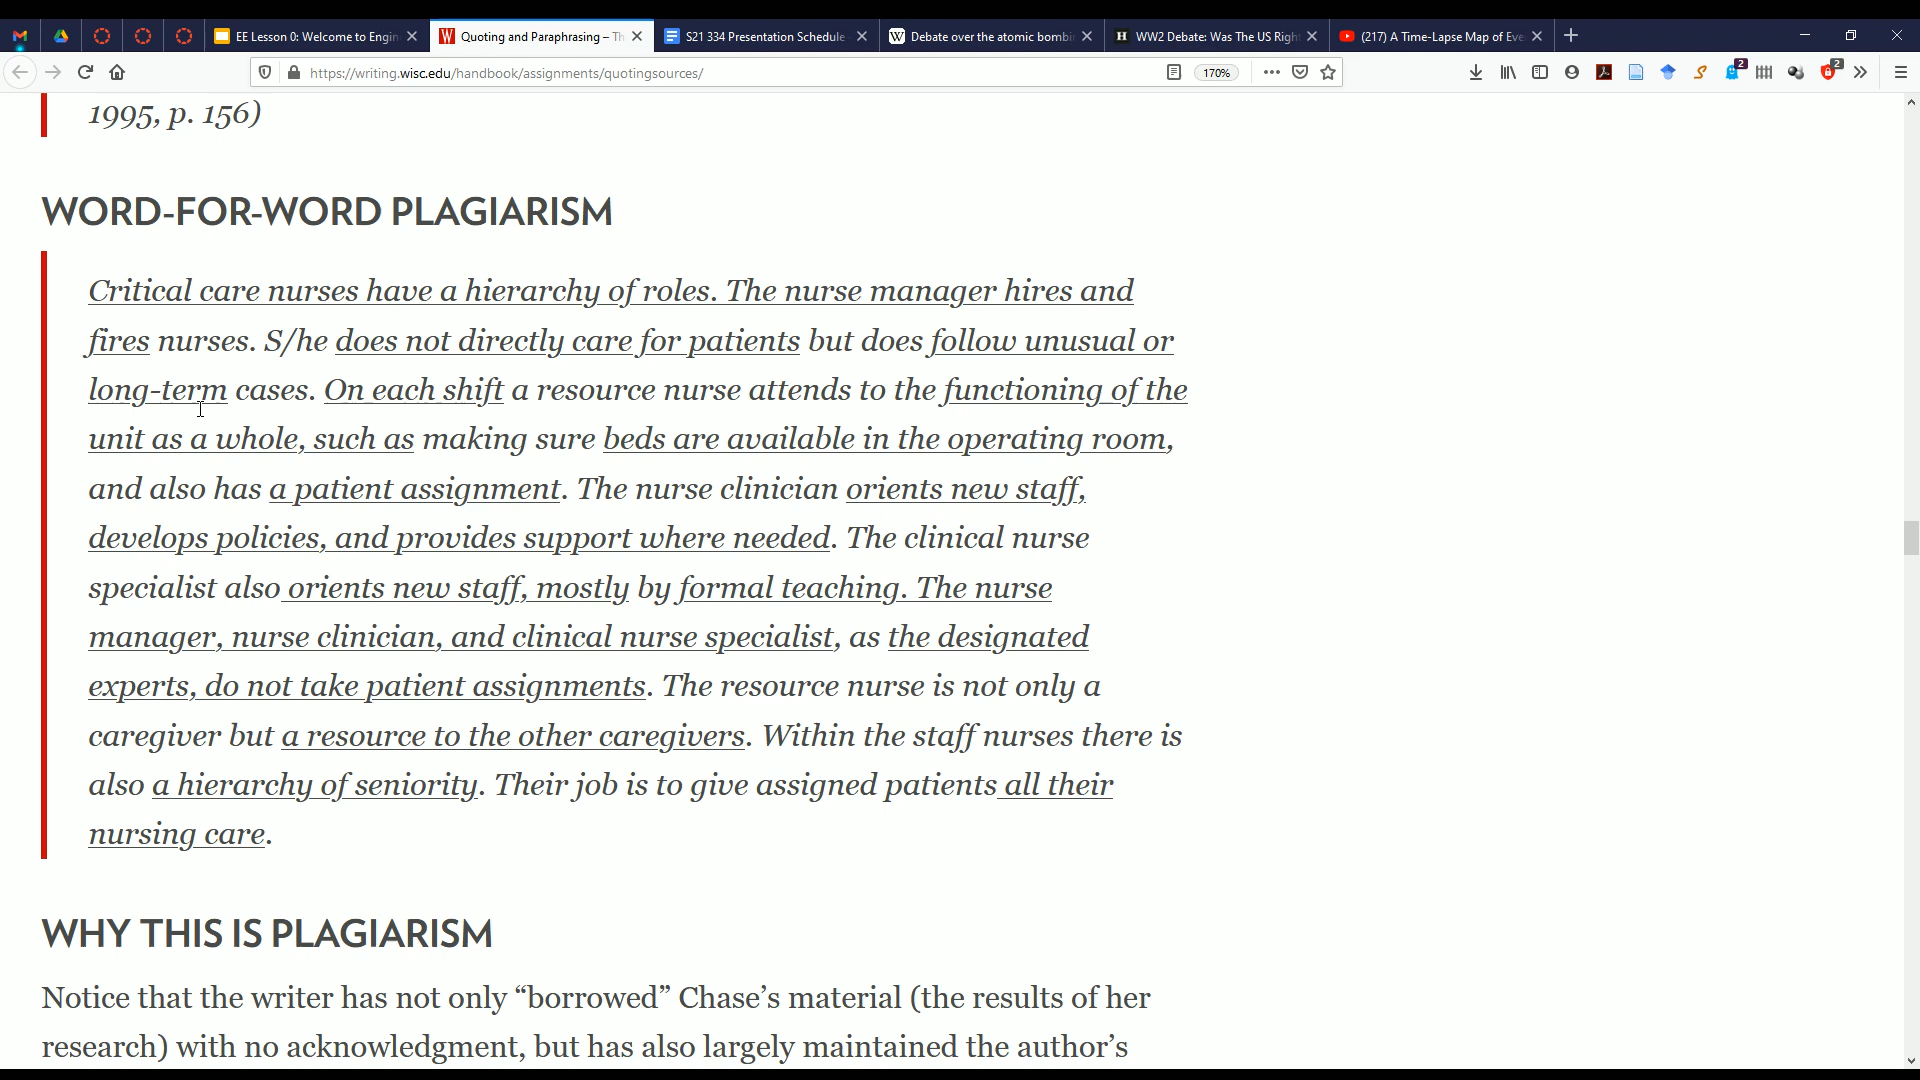 EE Lesson 0: Welcome to Engin
Quoting and Paraphrasing – Th
S21 334 Presentation Schedule
Debate over the atomic bombin
WW2 Debate: Was The US Right
(217) A Time-Lapse Map of Eve
https://writing.wisc.edu/handbook/assignments/quotingsources/
170%
2
2
1995, p. 156)
WORD-FOR-WORD PLAGIARISM
Critical care nurses have a hierarchy of roles. The nurse manager hires and
fires nurses. S/he does not directly care for patients but does follow unusual or
long-term cases. On each shift a resource nurse attends to the functioning of the
unit as a whole, such as making sure beds are available in the operating room,
and also has a patient assignment. The nurse clinician orients new staff,
develops policies, and provides support where needed. The clinical nurse
specialist also orients new staff, mostly by formal teaching. The nurse
manager, nurse clinician, and clinical nurse specialist, as the designated
experts, do not take patient assignments. The resource nurse is not only a
caregiver but a resource to the other caregivers. Within the staff nurses there is
also a hierarchy of seniority. Their job is to give assigned patients all their
nursing care.
WHY THIS IS PLAGIARISM
Notice that the writer has not only “borrowed” Chase’s material (the results of her
research) with no acknowledgment, but has also largely maintained the author’s